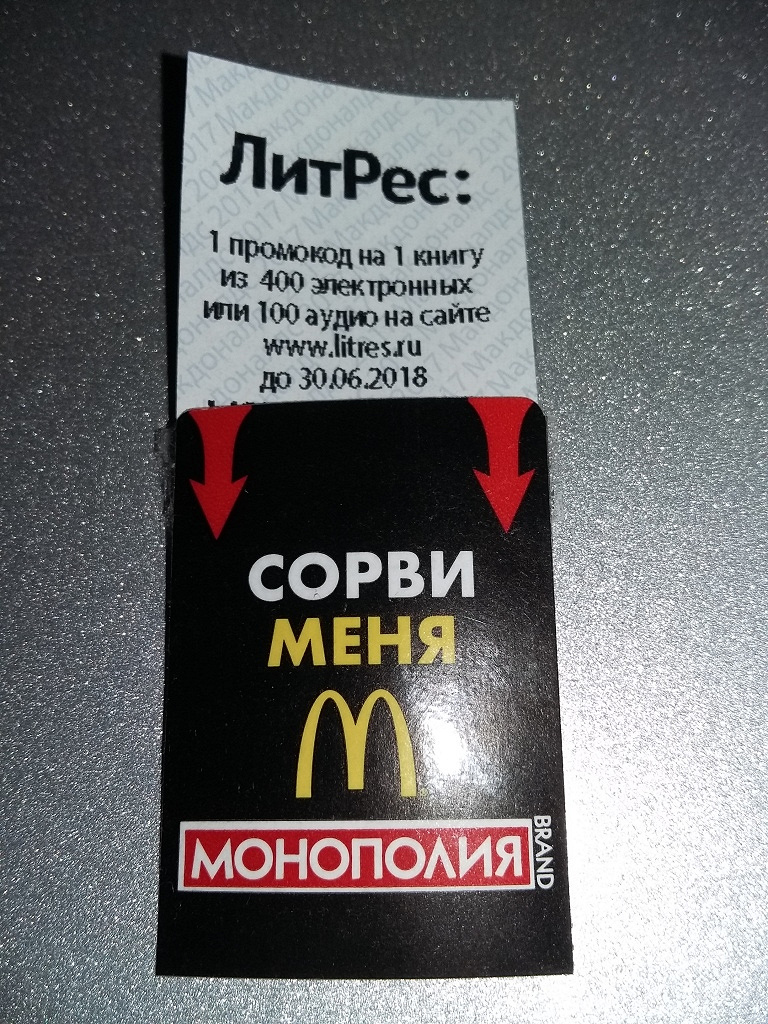 ЛитРес:
1 промокод на 1 книгу
из 400 электронных
или 100 аудио на сайте
www.litres.ru
до 30.06.2018
СОРВИ
МЕНЯ
M
МОНОПОЛИЯ
BRAND